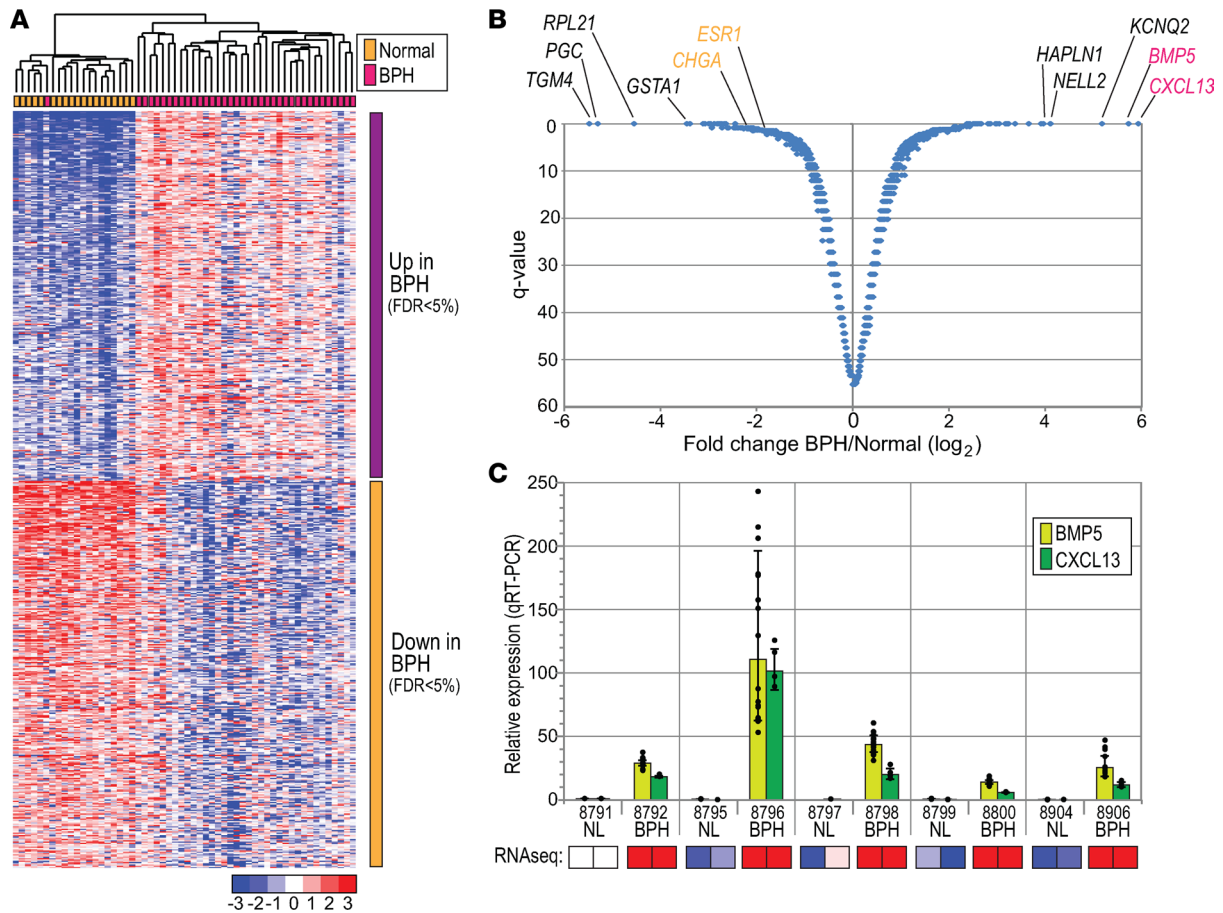 A
Normal
BPH
Up in
BPH
(FDR<5%)
Down in
BPH
(FDR<5%)
-3 -2 -1 0 1 2 3
B
RPL21
PGC
TGM4
GSTA1
ESR1
CHGA
KCNQ2
HAPLN1
BMP5
NELL2
CXCL13
q-value
0
10
20
30
40
50
60
-6 -4 -2 0 2 4 6
Fold change BPH/Normal (log2)
C
Relative expression (qRT-PCR)
250
200
150
100
50
0
BMP5
CXCL13
8791 8792 8795 8796 8797 8798 8799 8800 8904 8906
NL BPH NL BPH NL BPH NL BPH NL BPH
RNAseq: